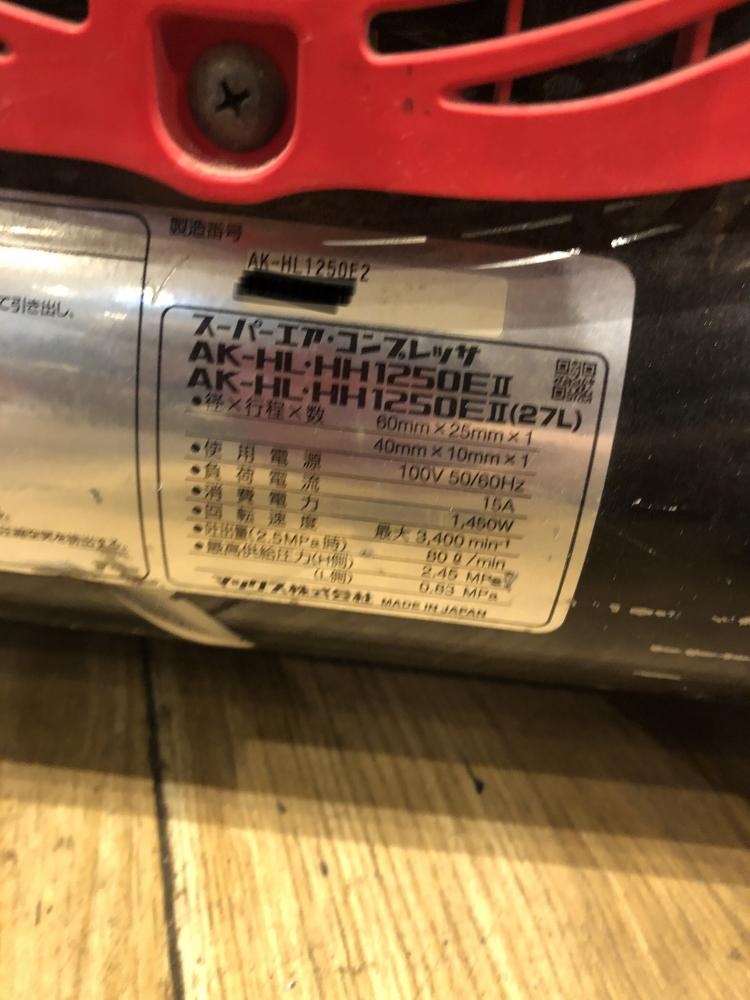 て引き出し、
製造番号
AK-HL1250E2
スーパーエア・コンプレッサ
AK-HL・HH1250EⅡ
AK-HL・HH1250EⅡ(27L)
●径×行程×数 60mm×25mm×1
40mm×10mm×1
●使用電源 100V 50/60Hz
●負荷電流 15A
●消費電力 1,450W
●回転速度 最大 3,400 min-1
●吐出量(2.5MPa時) 80ℓ/min
●最高供給圧力(H側) 2.45 MPa
(L側) 0.83 MPa
マックス株式会社 MADE IN JAPAN